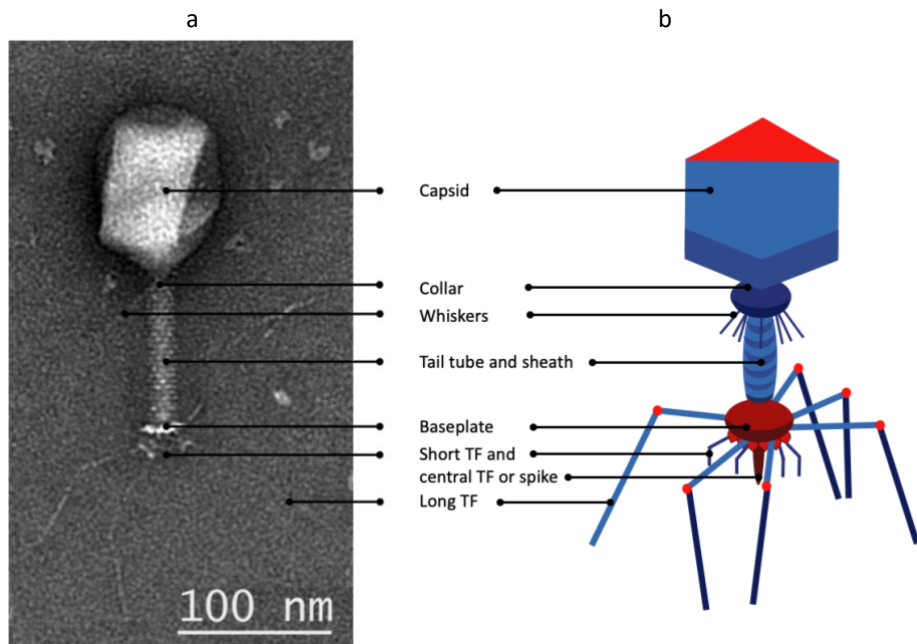 a
b
Capsid
Collar
Whiskers
Tail tube and sheath
Baseplate
Short TF and
central TF or spike
Long TF
100 nm